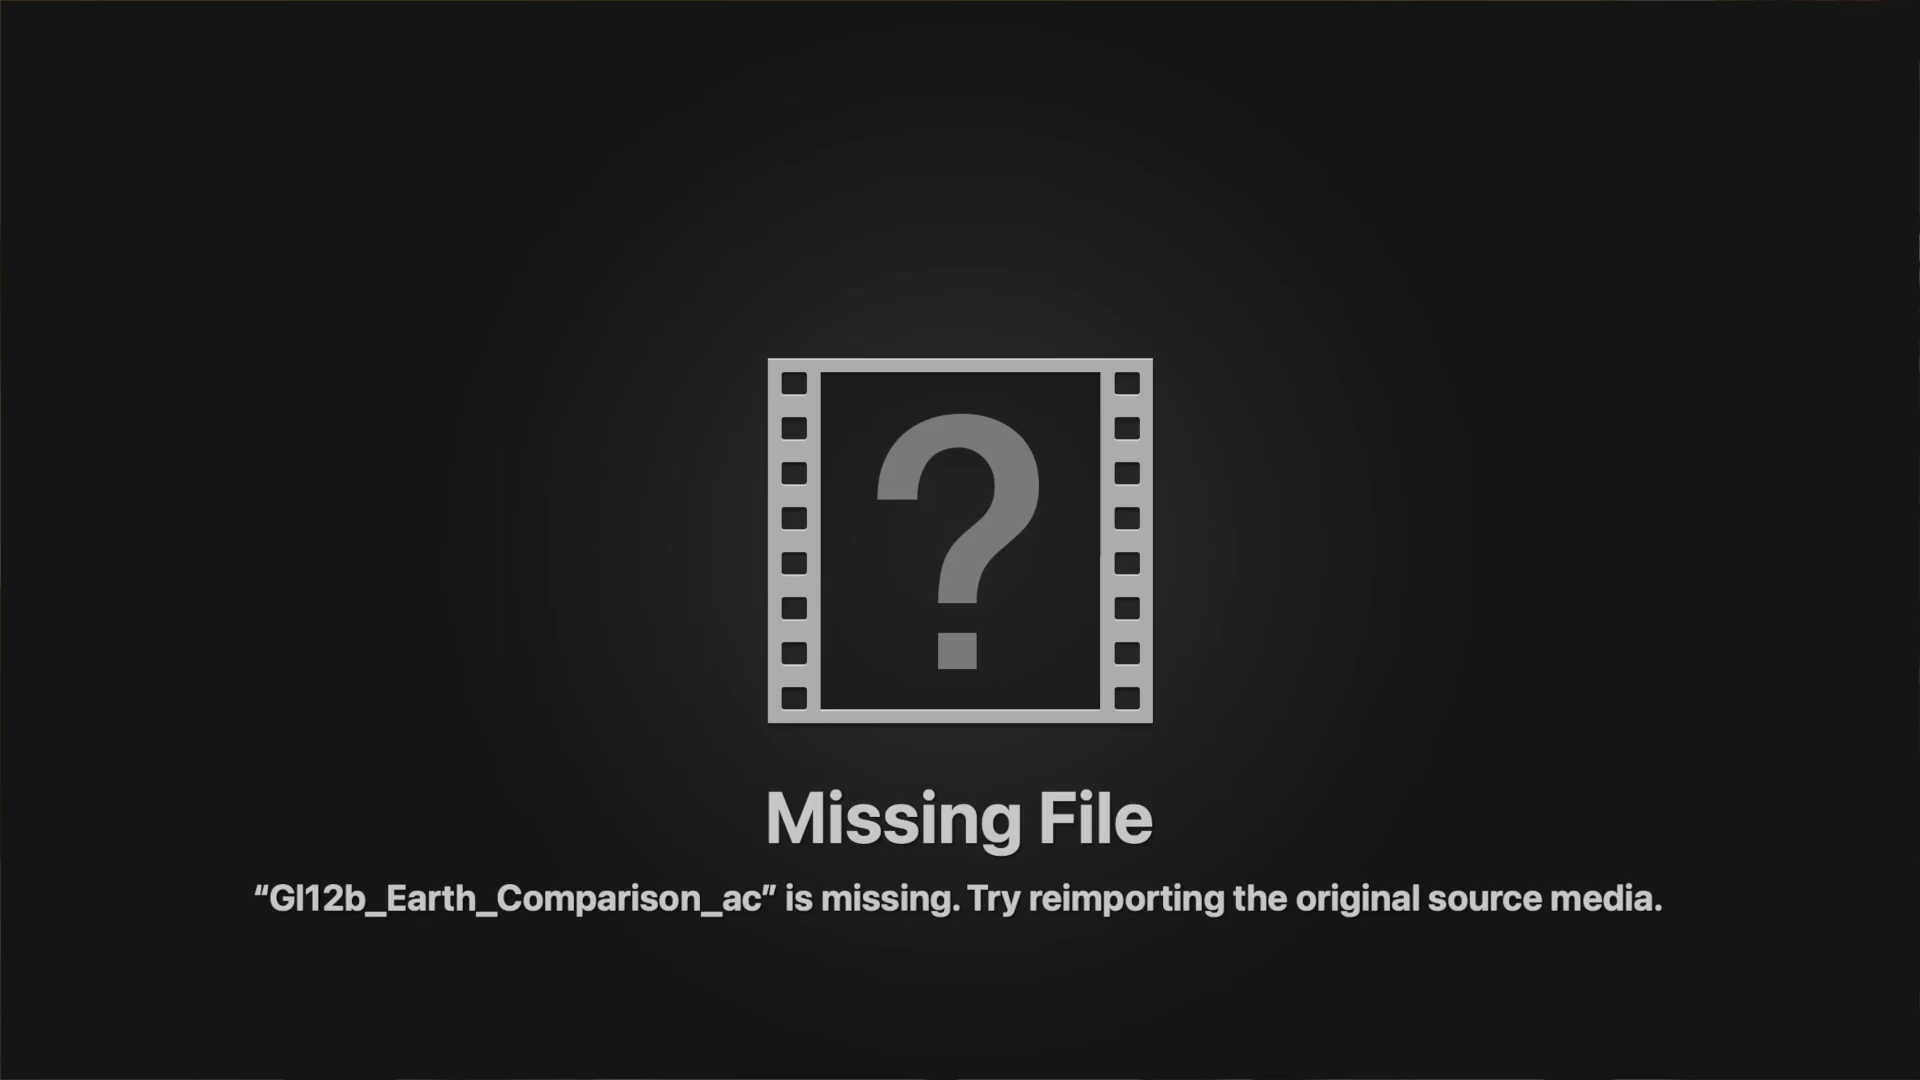 ?
Missing File
“Gl12b_Earth_Comparison_ac” is missing. Try reimporting the original source media.